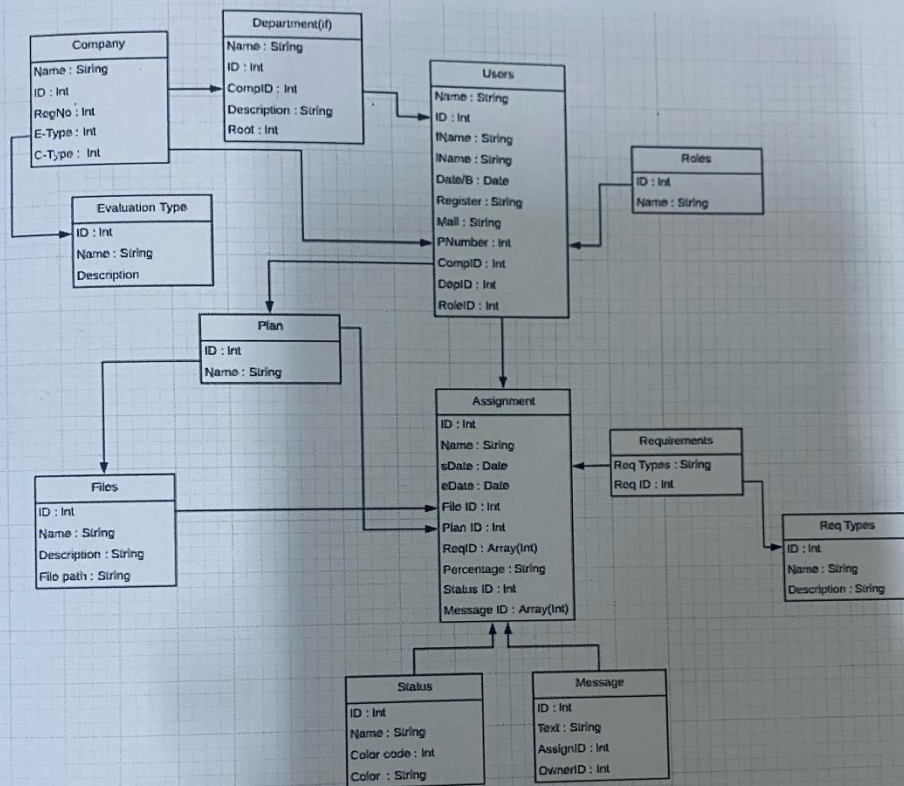 Company
Name : String
ID : Int
RegNo : Int
E-Type : Int
C-Type : Int
Department(if)
Name : String
ID : Int
CompID : Int
Description : String
Root : Int
Users
Name : String
ID : Int
fName : String
lName : String
Date/B : Date
Register : String
Mail : String
PNumber : Int
CompID : Int
DepID : Int
RoleID : Int
Roles
ID : Int
Name : String
Evaluation Type
ID : Int
Name : String
Description
Plan
ID : Int
Name : String
Files
ID : Int
Name : String
Description : String
File path : String
Assignment
ID : Int
Name : String
sDate : Date
eDate : Date
File ID : Int
Plan ID : Int
ReqID : Array(Int)
Percentage : String
Status ID : Int
Message ID : Array(Int)
Requirements
Req Types : String
Req ID : Int
Req Types
ID : Int
Name : String
Description : String
Status
ID : Int
Name : String
Color code : Int
Color : String
Message
ID : Int
Text : String
AssignID : Int
OwnerID : Int